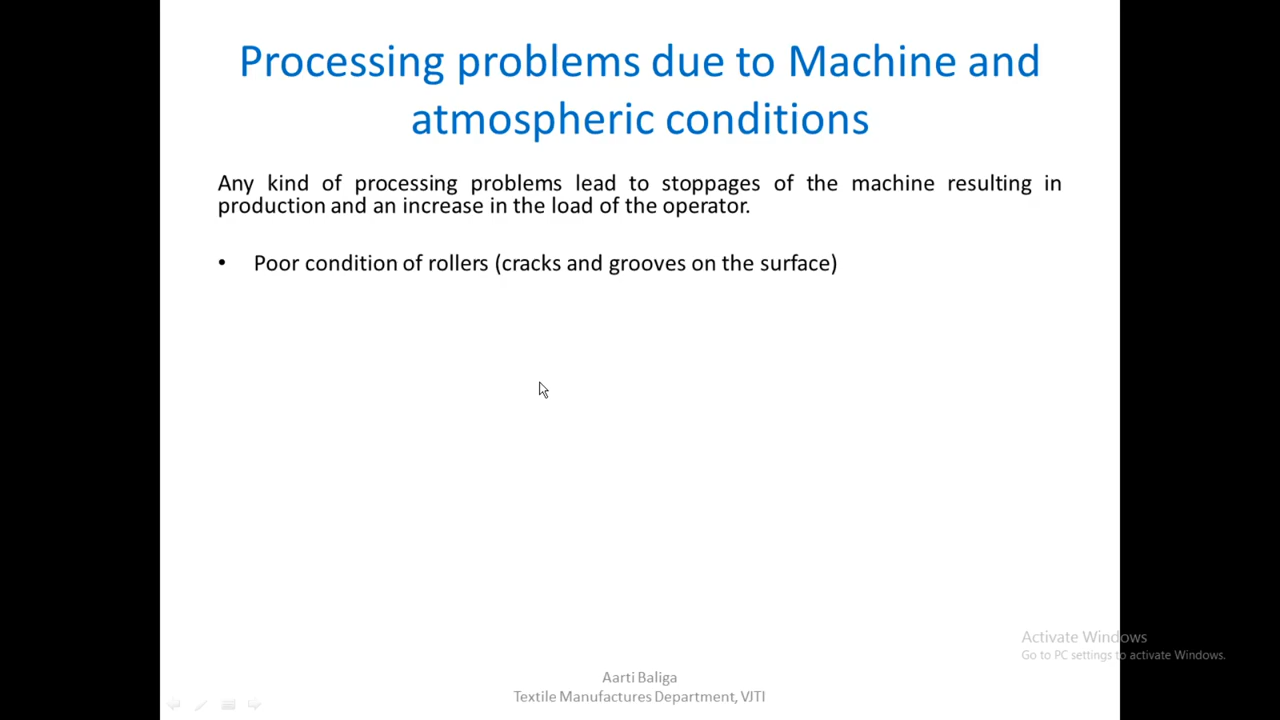 Processing problems due to Machine and
atmospheric conditions
Any kind of processing problems lead to stoppages of the machine resulting in
production and an increase in the load of the operator.
• Poor condition of rollers (cracks and grooves on the surface)
Activate Windows
Go to PC settings to activate Windows.
Aarti Baliga
Textile Manufactures Department, VJTI